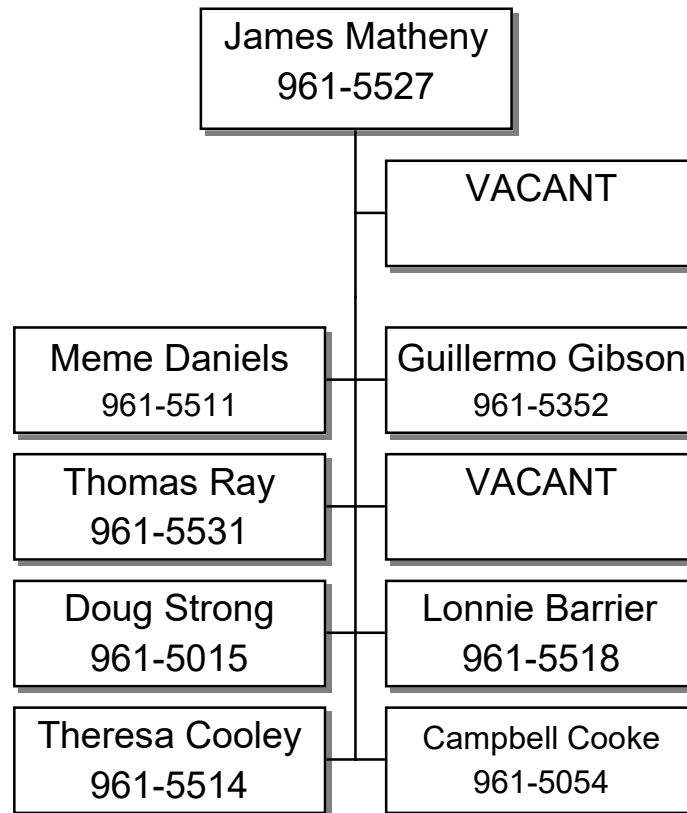 James Matheny
961-5527
VACANT
Meme Daniels
961-5511
Guillermo Gibson
961-5352
Thomas Ray
961-5531
VACANT
Doug Strong
961-5015
Lonnie Barrier
961-5518
Theresa Cooley
961-5514
Campbell Cooke
961-5054